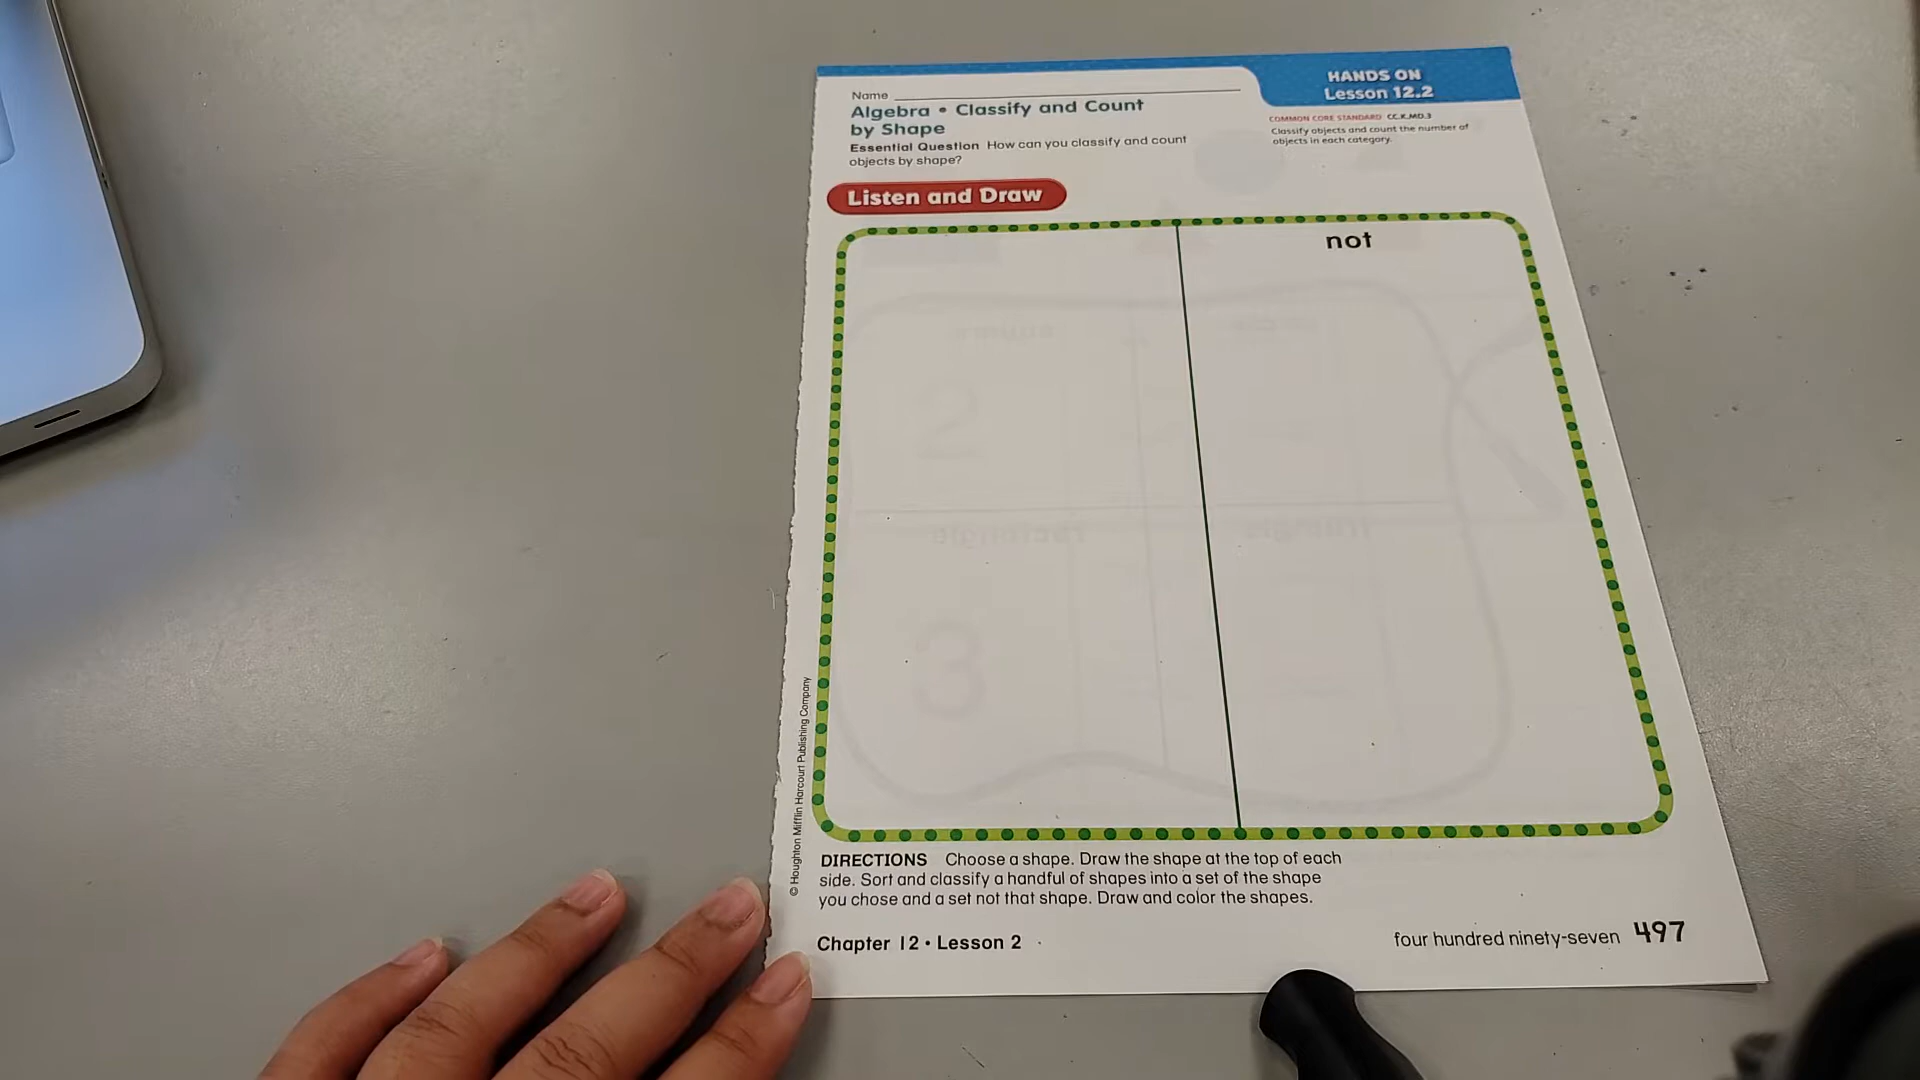 HANDS ON
Lesson 12.2
Name
Algebra • Classify and Count
by Shape
COMMON CORE STANDARD CC.K.MD.3
Classify objects and count the number of
objects in each category.
Essential Question How can you classify and count
objects by shape?
Listen and Draw
not
© Houghton Mifflin Harcourt Publishing Company
DIRECTIONS Choose a shape. Draw the shape at the top of each
side. Sort and classify a handful of shapes into a set of the shape
you chose and a set not that shape. Draw and color the shapes.
Chapter 12 • Lesson 2
four hundred ninety-seven 497